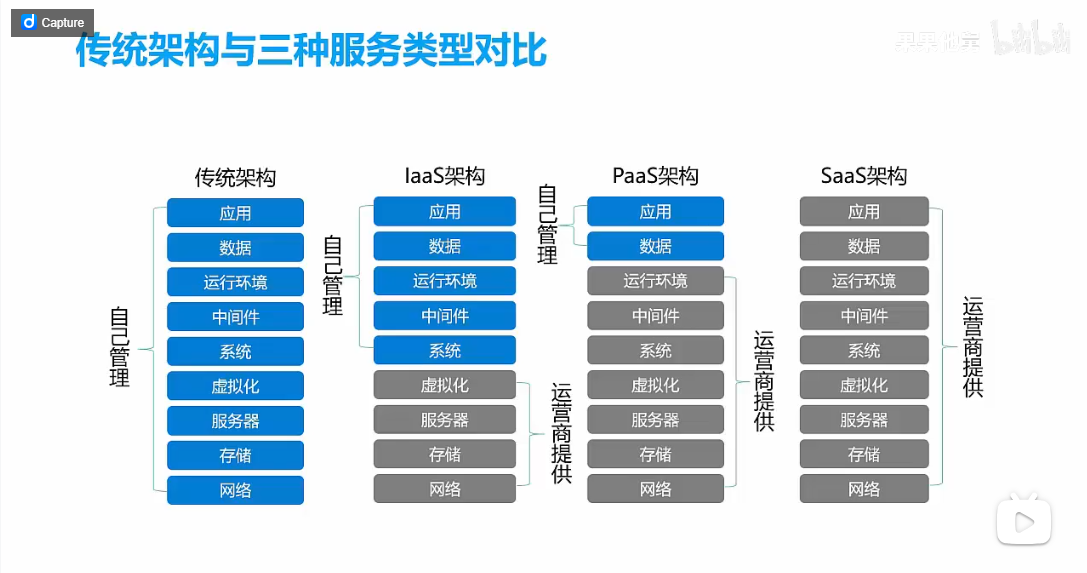 Capture
传统架构与三种服务类型对比
bilibili
传统架构
应用
数据
运行环境
中间件
系统
虚拟化
服务器
存储
网络
自己管理
IaaS架构
应用
数据
运行环境
中间件
系统
虚拟化
服务器
存储
网络
自己管理
运营商提供
PaaS架构
应用
数据
运行环境
中间件
系统
虚拟化
服务器
存储
网络
自己管理
运营商提供
SaaS架构
应用
数据
运行环境
中间件
系统
虚拟化
服务器
存储
网络
运营商提供